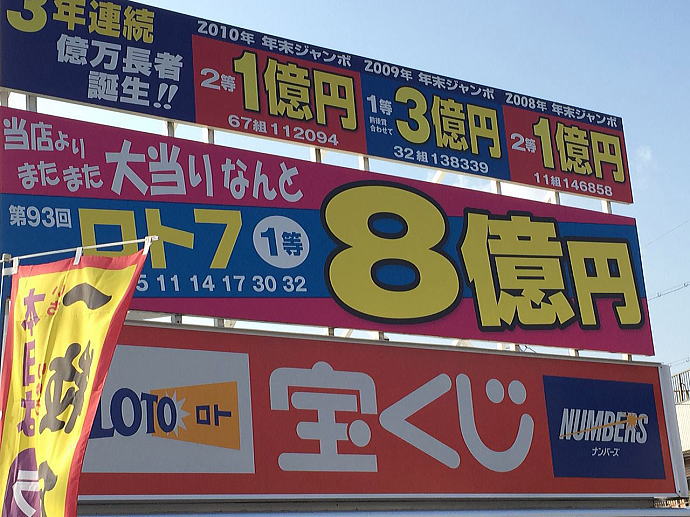 3年連続
億万長者
誕生!!
2010年 年末ジャンボ
2等 1億円
67組 112094
2009年 年末ジャンボ
1等 前後賞 合わせて 3億円
32組 138339
2008年 年末ジャンボ
2等 1億円
11組 146858
当店より
またまた 大当り なんと
第93回 ロト7 1等 8億円
5 11 14 17 30 32
LOTO ロト
宝くじ
NUMBERS
ナンバーズ